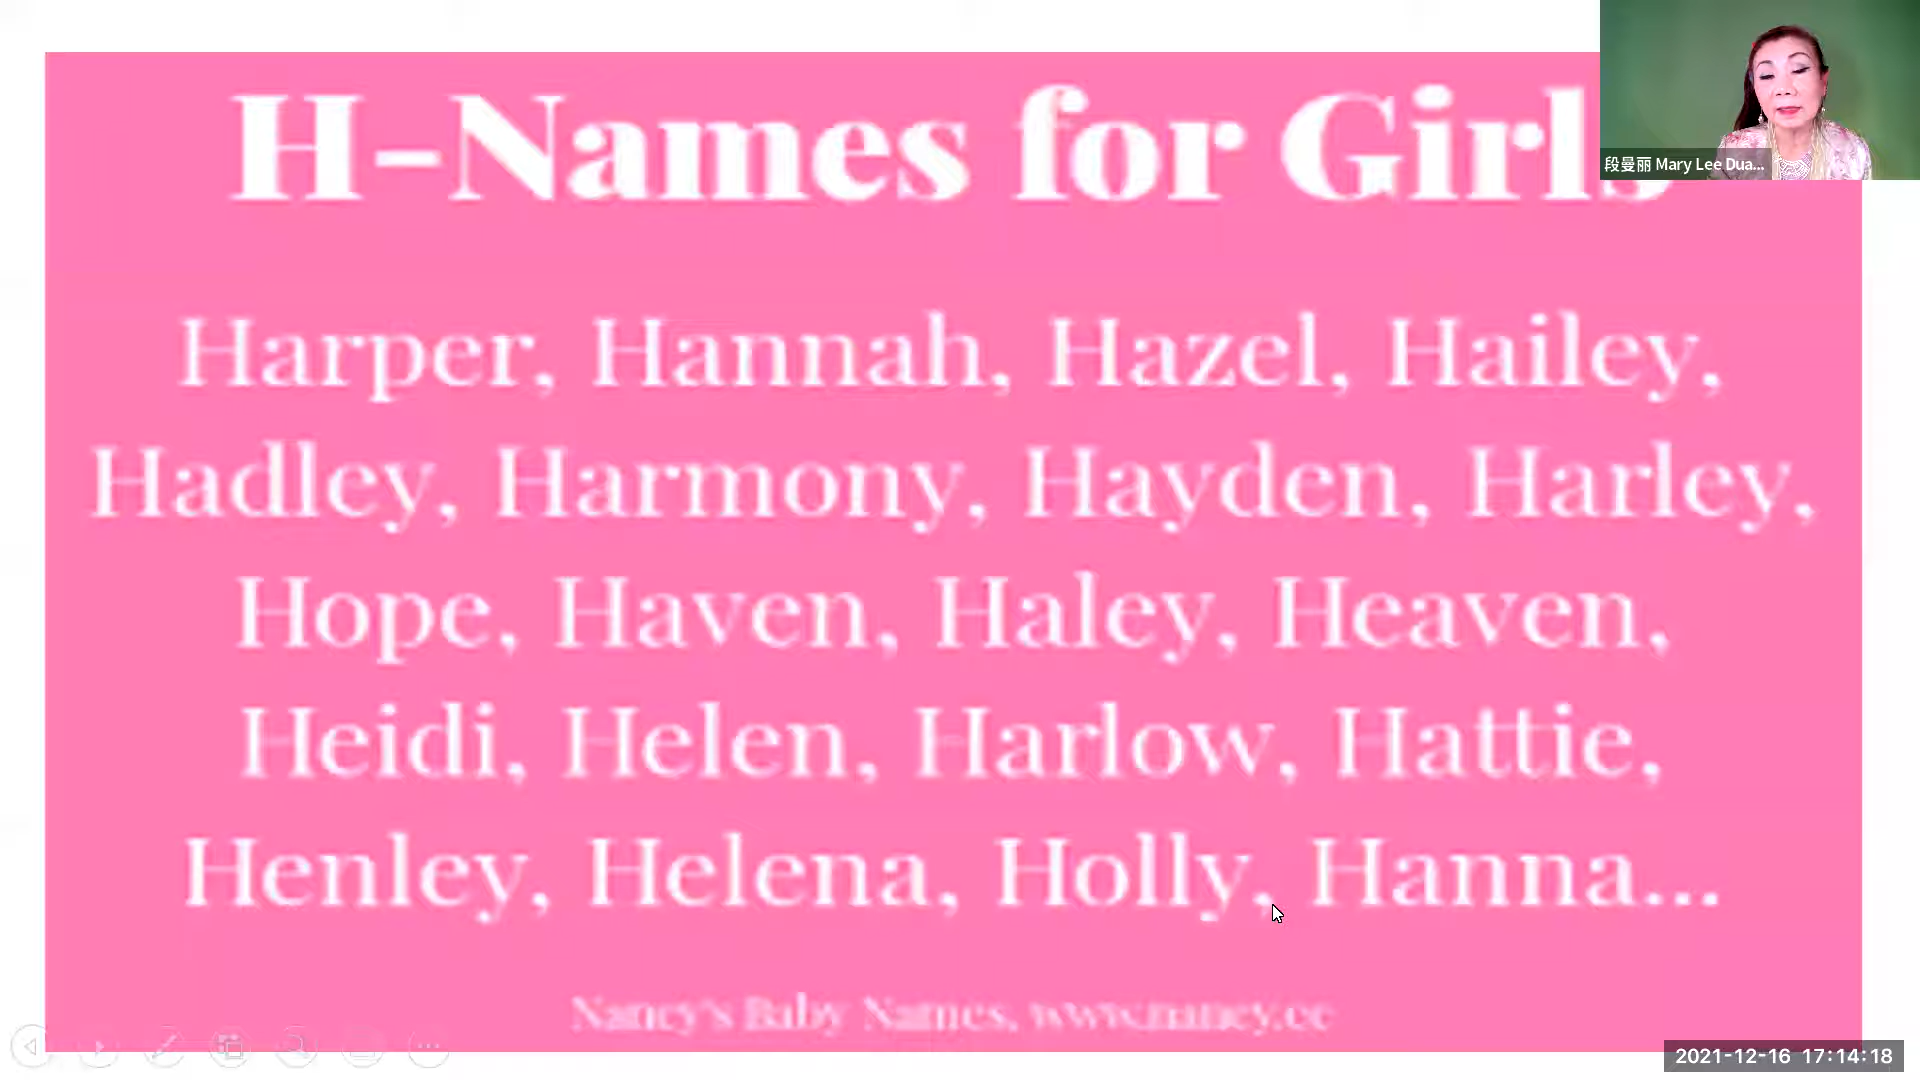 H-Names for Girls
段曼丽 Mary Lee Dua...
Harper, Hannah, Hazel, Hailey,
Hadley, Harmony, Hayden, Harley,
Hope, Haven, Haley, Heaven,
Heidi, Helen, Harlow, Hattie,
Henley, Helena, Holly, Hanna...
Nancy's Baby Names, www.nancy.cc
2021-12-16 17:14:18